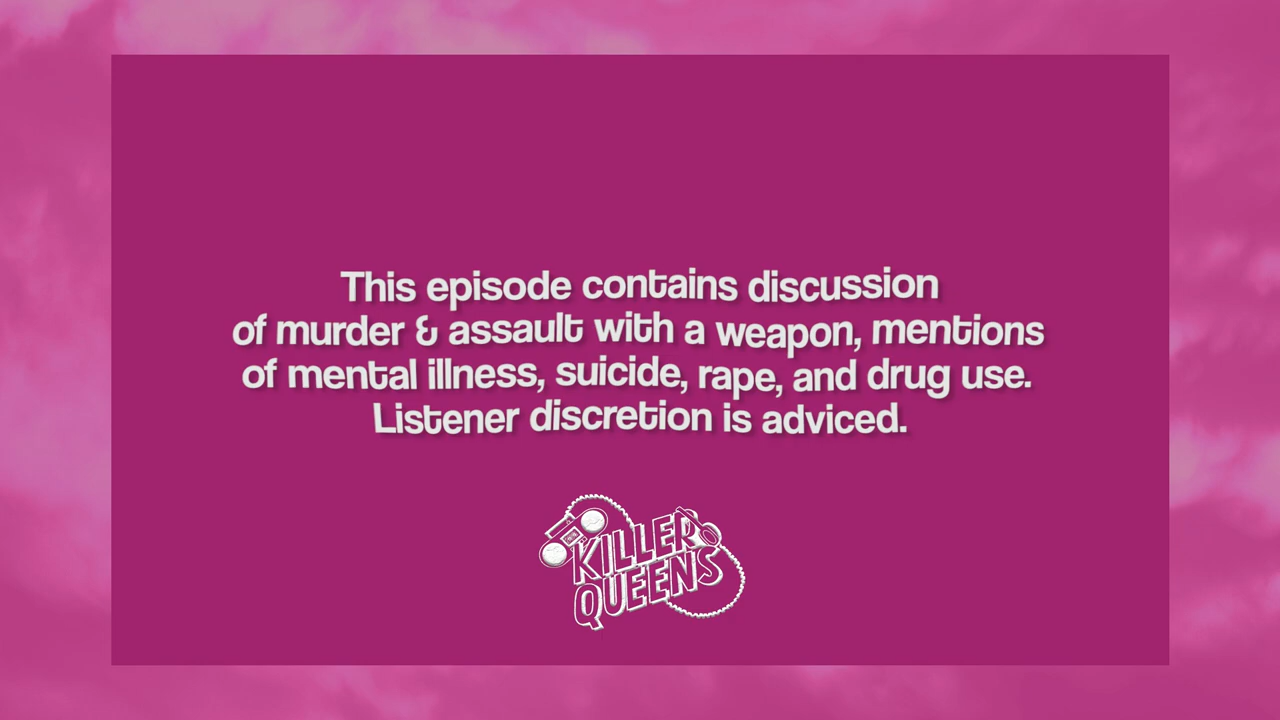 This episode contains discussion
of murder & assault with a weapon, mentions
of mental illness, suicide, rape, and drug use.
Listener discretion is adviced.
KILLER
QUEENS